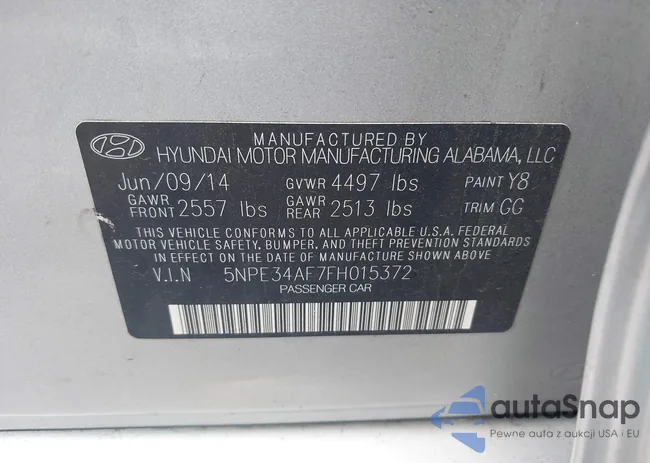 MANUFACTURED BY
HYUNDAI MOTOR MANUFACTURING ALABAMA, LLC
Jun/09/14 GVWR 4497 lbs PAINT Y8
GAWR FRONT 2557 lbs GAWR REAR 2513 lbs TRIM GG
THIS VEHICLE CONFORMS TO ALL APPLICABLE U.S.A. FEDERAL
MOTOR VEHICLE SAFETY, BUMPER, AND THEFT PREVENTION STANDARDS
IN EFFECT ON THE DATE OF MANUFACTURE SHOWN ABOVE
V.I.N 5NPE34AF7FH015372
PASSENGER CAR
autoSnap
Pewne auta z aukcji USA i EU